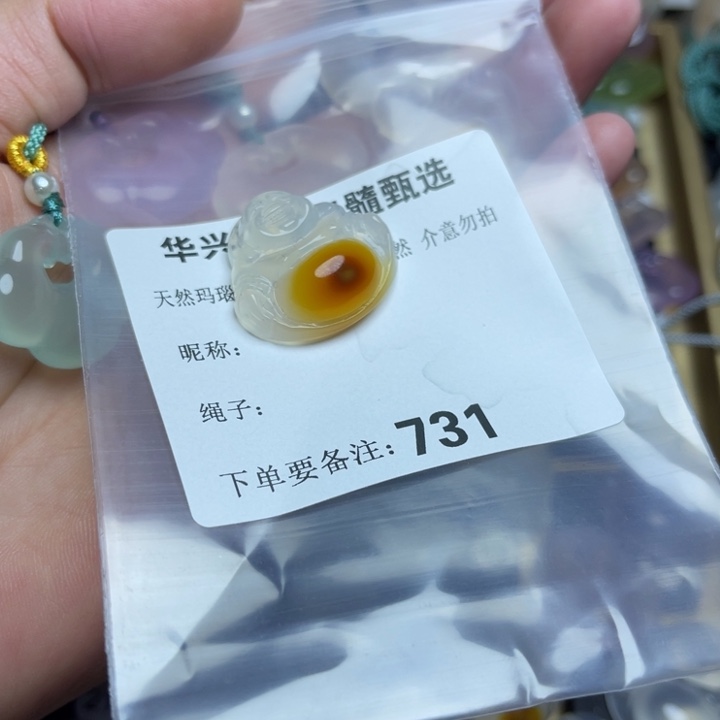 华兴 髓甄选
天然玛瑙 然 介意勿拍
昵称:
绳子:
下单要备注:731